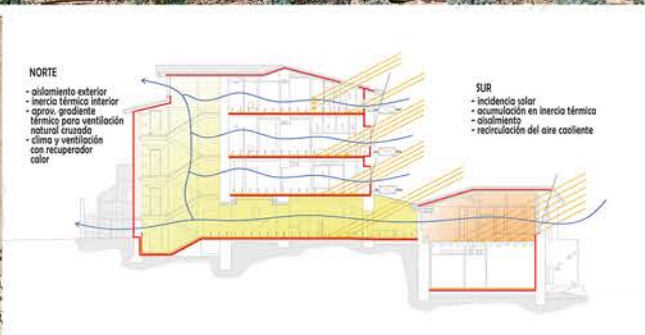 NORTE
- aislamiento exterior
- inercia térmica interior
- aprov. gradiente
térmico para ventilación
natural cruzada
- clima y ventilación
con recuperador
calor
SUR
- incidencia solar
- acumulación en inercia térmica
- aisalmiento
- recirculación del aire caoliente